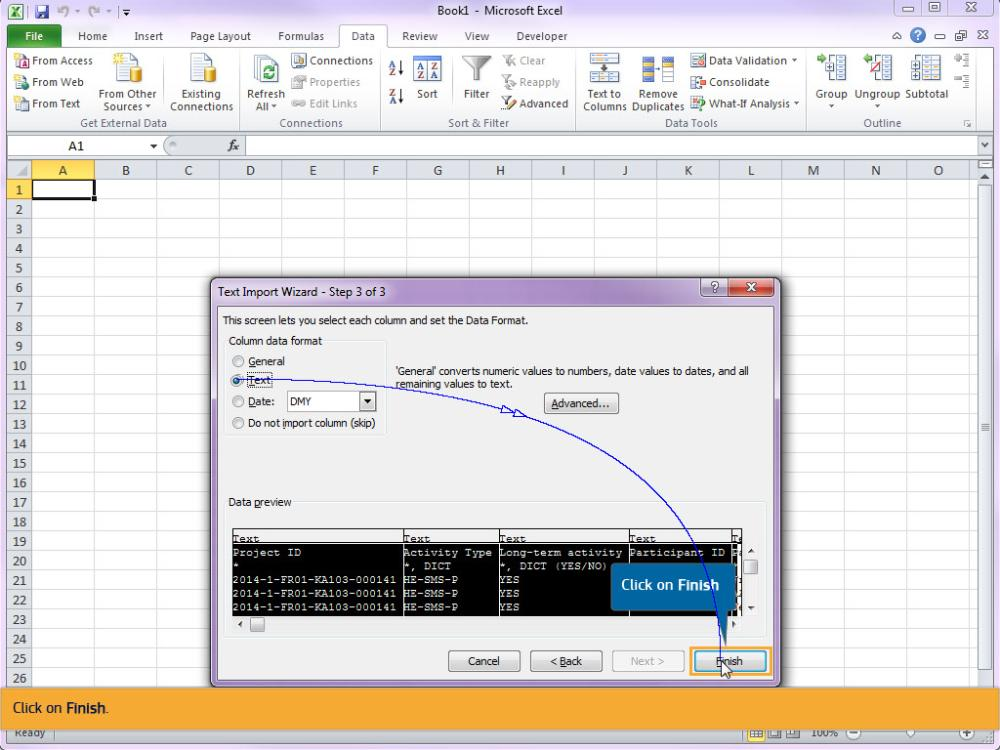 Book1 - Microsoft Excel
File Home Insert Page Layout Formulas Data Review View Developer
From Access
From Web
From Text
From Other Sources
Existing Connections
Get External Data
Refresh All
Connections
Properties
Edit Links
Connections
Sort
Filter
Clear
Reapply
Advanced
Sort & Filter
Text to Columns
Remove Duplicates
Data Validation
Consolidate
What-If Analysis
Data Tools
Group
Ungroup
Subtotal
Outline
A1
fx
A B C D E F G H I J K L M N O
1
2
3
4
5
6
7
8
9
10
11
12
13
14
15
16
17
18
19
20
21
22
23
24
25
26
Text Import Wizard - Step 3 of 3
This screen lets you select each column and set the Data Format.
Column data format
General
Text
Date: DMY
Do not import column (skip)
'General' converts numeric values to numbers, date values to dates, and all
remaining values to text.
Advanced...
Data preview
Text Text Text Text
Project ID Activity Type Long-term activity Participant ID
* *, DICT *, DICT (YES/NO)
2014-1-FR01-KA103-000141 HE-SMS-P YES
2014-1-FR01-KA103-000141 HE-SMS-P YES
2014-1-FR01-KA103-000141 HE-SMS-P YES
Click on Finish
Cancel < Back Next > Finish
Click on Finish.
Ready 100%